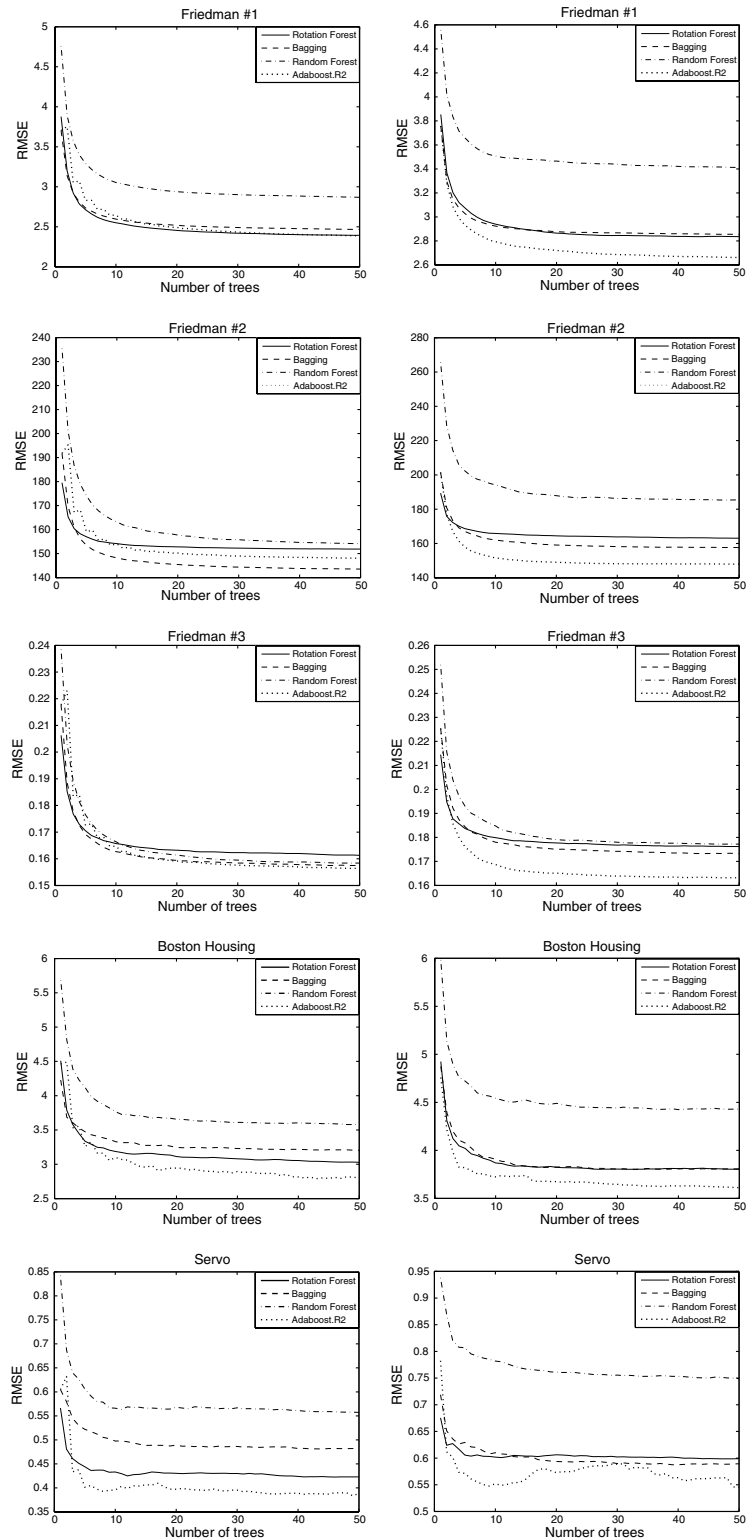 Friedman #1
5
4.5
4
3.5
3
2.5
2
0
10
20
30
40
50
RMSE
Number of trees
Rotation Forest
Bagging
Random Forest
Adaboost.R2
Friedman #1
4.6
4.4
4.2
4
3.8
3.6
3.4
3.2
3
2.8
2.6
0
10
20
30
40
50
RMSE
Number of trees
Rotation Forest
Bagging
Random Forest
Adaboost.R2
Friedman #2
240
230
220
210
200
190
180
170
160
150
140
0
10
20
30
40
50
RMSE
Number of trees
Rotation Forest
Bagging
Random Forest
Adaboost.R2
Friedman #2
280
260
240
220
200
180
160
140
0
10
20
30
40
50
RMSE
Number of trees
Rotation Forest
Bagging
Random Forest
Adaboost.R2
Friedman #3
0.24
0.23
0.22
0.21
0.2
0.19
0.18
0.17
0.16
0.15
0
10
20
30
40
50
RMSE
Number of trees
Rotation Forest
Bagging
Random Forest
Adaboost.R2
Friedman #3
0.26
0.25
0.24
0.23
0.22
0.21
0.2
0.19
0.18
0.17
0.16
0
10
20
30
40
50
RMSE
Number of trees
Rotation Forest
Bagging
Random Forest
Adaboost.R2
Boston Housing
6
5.5
5
4.5
4
3.5
3
2.5
0
10
20
30
40
50
RMSE
Number of trees
Rotation Forest
Bagging
Random Forest
Adaboost.R2
Boston Housing
6
5.5
5
4.5
4
3.5
0
10
20
30
40
50
RMSE
Number of trees
Rotation Forest
Bagging
Random Forest
Adaboost.R2
Servo
0.85
0.8
0.75
0.7
0.65
0.6
0.55
0.5
0.45
0.4
0.35
0
10
20
30
40
50
RMSE
Number of trees
Rotation Forest
Bagging
Random Forest
Adaboost.R2
Servo
0.95
0.9
0.85
0.8
0.75
0.7
0.65
0.6
0.55
0.5
0
10
20
30
40
50
RMSE
Number of trees
Rotation Forest
Bagging
Random Forest
Adaboost.R2